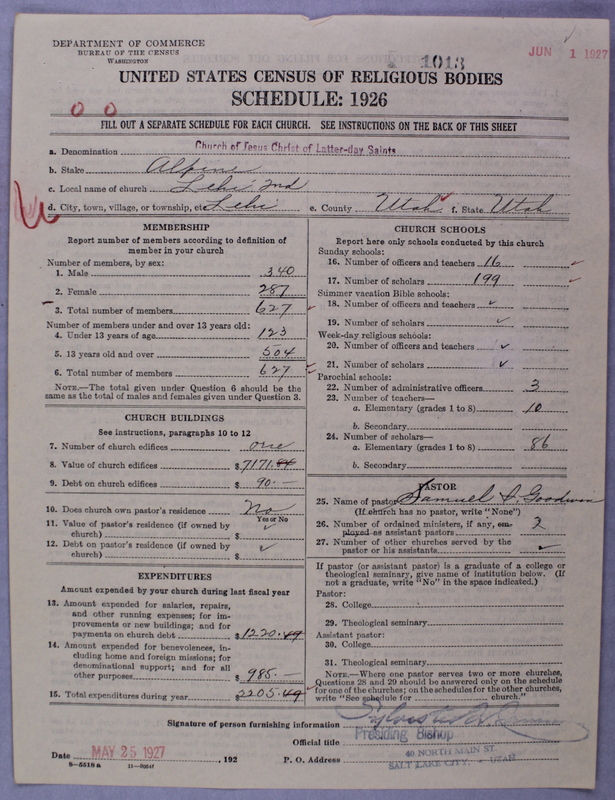 DEPARTMENT OF COMMERCE
BUREAU OF THE CENSUS
WASHINGTON
1013
JUN 1 1927
UNITED STATES CENSUS OF RELIGIOUS BODIES
SCHEDULE: 1926
FILL OUT A SEPARATE SCHEDULE FOR EACH CHURCH. SEE INSTRUCTIONS ON THE BACK OF THIS SHEET
a. Denomination Church of Jesus Christ of Latter-day Saints
b. Stake Alpine
c. Local name of church Lehi 2nd
d. City, town, village, or township, etc. Lehi e. County Utah f. State Utah
MEMBERSHIP
Report number of members according to definition of
member in your church
Number of members, by sex:
1. Male 340
2. Female 287
3. Total number of members 627
Number of members under and over 13 years old:
4. Under 13 years of age 123
5. 13 years old and over 504
6. Total number of members 627
NOTE.—The total given under Question 6 should be the
same as the total of males and females given under Question 3.
CHURCH BUILDINGS
See instructions, paragraphs 10 to 12
7. Number of church edifices one
8. Value of church edifices $7171.84
9. Debt on church edifices $90.—
10. Does church own pastor's residence No
Yes or No
11. Value of pastor's residence (if owned by
church) $
12. Debt on pastor's residence (if owned by
church) $
EXPENDITURES
Amount expended by your church during last fiscal year
13. Amount expended for salaries, repairs,
and other running expenses; for im-
provements or new buildings; and for
payments on church debt $1220.49
14. Amount expended for benevolences, in-
cluding home and foreign missions; for
denominational support; and for all
other purposes $985.—
15. Total expenditures during year $2205.49
CHURCH SCHOOLS
Report here only schools conducted by this church
Sunday schools:
16. Number of officers and teachers 16
17. Number of scholars 199
Summer vacation Bible schools:
18. Number of officers and teachers
19. Number of scholars
Week-day religious schools:
20. Number of officers and teachers
21. Number of scholars
Parochial schools:
22. Number of administrative officers 3
23. Number of teachers—
a. Elementary (grades 1 to 8) 10
b. Secondary
24. Number of scholars—
a. Elementary (grades 1 to 8) 86
b. Secondary
PASTOR
25. Name of pastor Samuel I. Goodwin
(If church has no pastor, write "None")
26. Number of ordained ministers, if any, em-
ployed as assistant pastors 2
27. Number of other churches served by the
pastor or his assistants
If pastor (or assistant pastor) is a graduate of a college or
theological seminary, give name of institution below. (If
not a graduate, write "No" in the space indicated.)
Pastor:
28. College
29. Theological seminary
Assistant pastor:
30. College
31. Theological seminary
NOTE.—Where one pastor serves two or more churches,
Questions 28 and 29 should be answered only on the schedule
for one of the churches; on the schedules for the other churches,
write "See schedule for church."
Signature of person furnishing information Sylvester Q. Cannon
Official title Presiding Bishop
Date MAY 25 1927, 192 P. O. Address 40 NORTH MAIN ST.
SALT LAKE CITY, UTAH
8-5518a